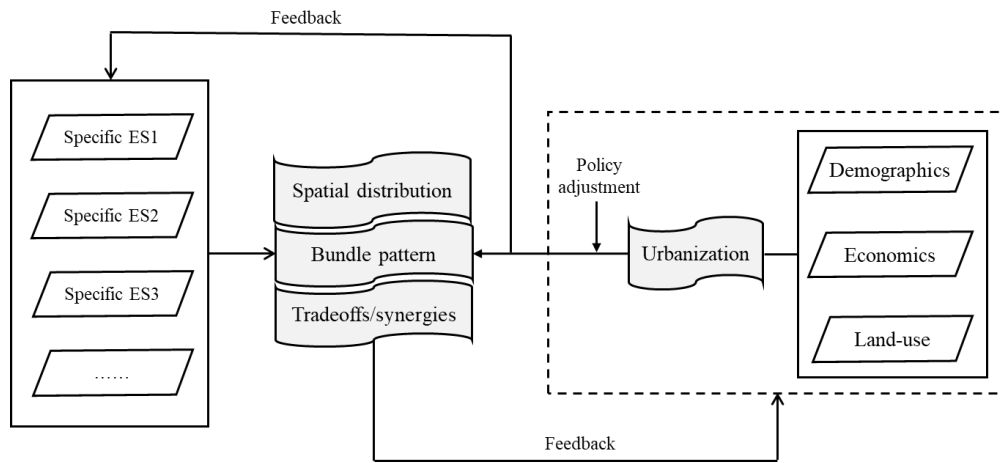 Feedback
Specific ES1
Specific ES2
Specific ES3
......
Spatial distribution
Bundle pattern
Tradeoffs/synergies
Policy
adjustment
Urbanization
Demographics
Economics
Land-use
Feedback